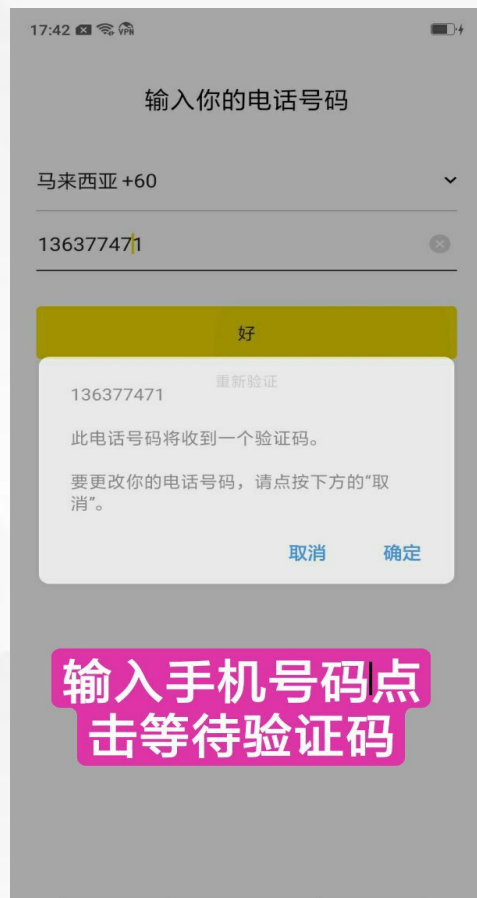 17:42 VPN
输入你的电话号码
马来西亚 +60
136377471
好
重新验证
136377471
此电话号码将收到一个验证码。
要更改你的电话号码，请点按下方的“取
消”。
取消 确定
输入手机号码点
击等待验证码